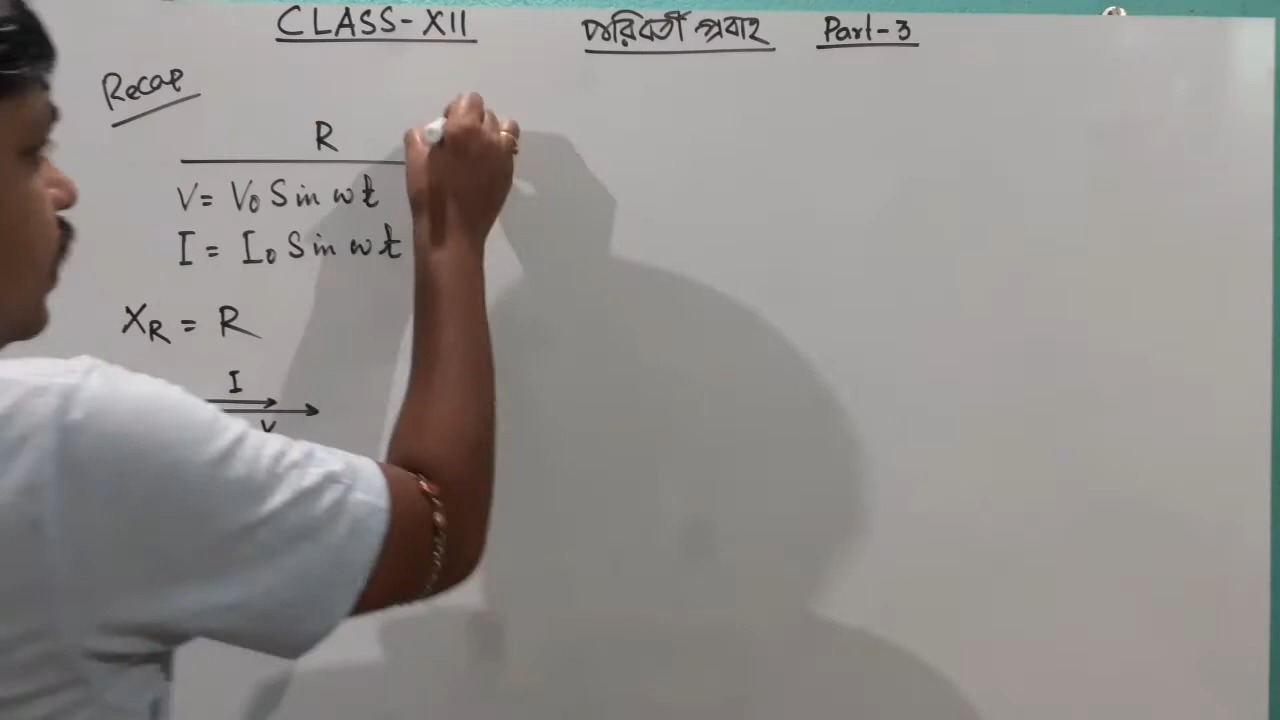 CLASS-XII পরিবর্তী প্রবাহ Part-3
Recap
R
V = V₀ Sin ωt
I = I₀ Sin ωt
X_R = R
I
V